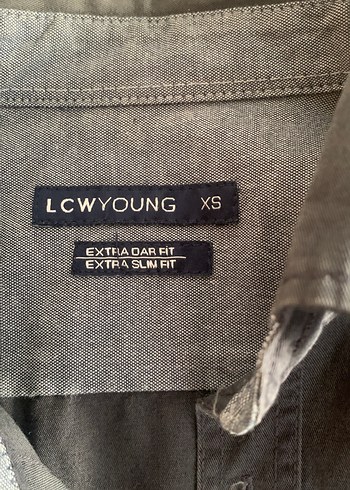 LCWYOUNG XS
EXTRA DAR FIT
EXTRA SLIM FIT